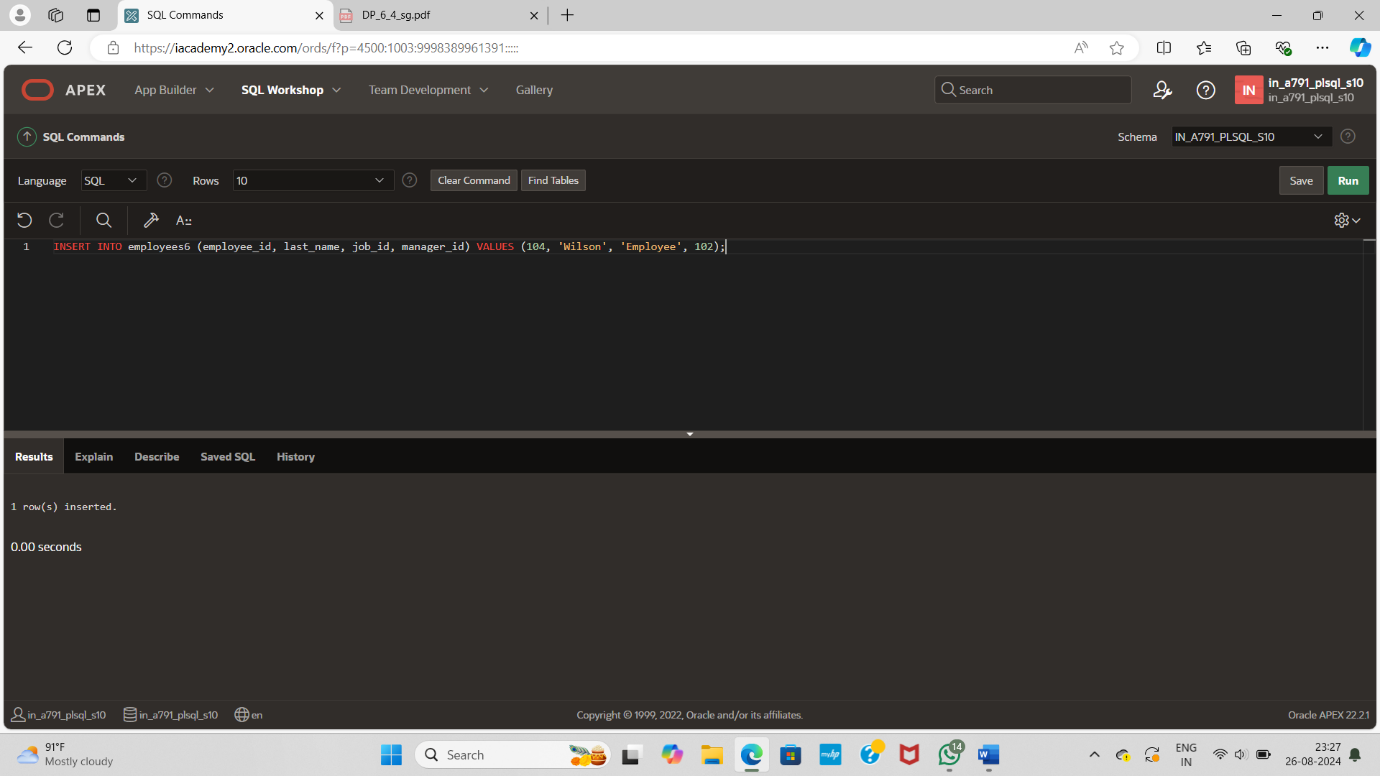 SQL Commands
DP_6_4_sg.pdf
https://iacademy2.oracle.com/ords/f?p=4500:1003:9998389961391:::::
APEX App Builder SQL Workshop Team Development Gallery Search IN in_a791_plsql_s10
in_a791_plsql_s10
SQL Commands Schema IN_A791_PLSQL_S10
Language SQL Rows 10 Clear Command Find Tables Save Run
1 INSERT INTO employees6 (employee_id, last_name, job_id, manager_id) VALUES (104, 'Wilson', 'Employee', 102);
Results Explain Describe Saved SQL History
1 row(s) inserted.
0.00 seconds
in_a791_plsql_s10 in_a791_plsql_s10 en Copyright © 1999, 2022, Oracle and/or its affiliates. Oracle APEX 22.2.1
91°F
Mostly cloudy
Search
myhp
14
ENG
IN
23:27
26-08-2024